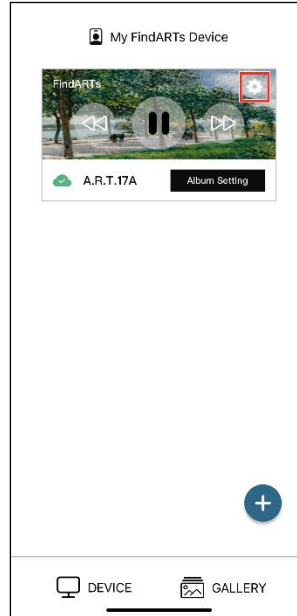 My FindARTs Device
FindARTs
A.R.T.17A
Album Setting
DEVICE
GALLERY